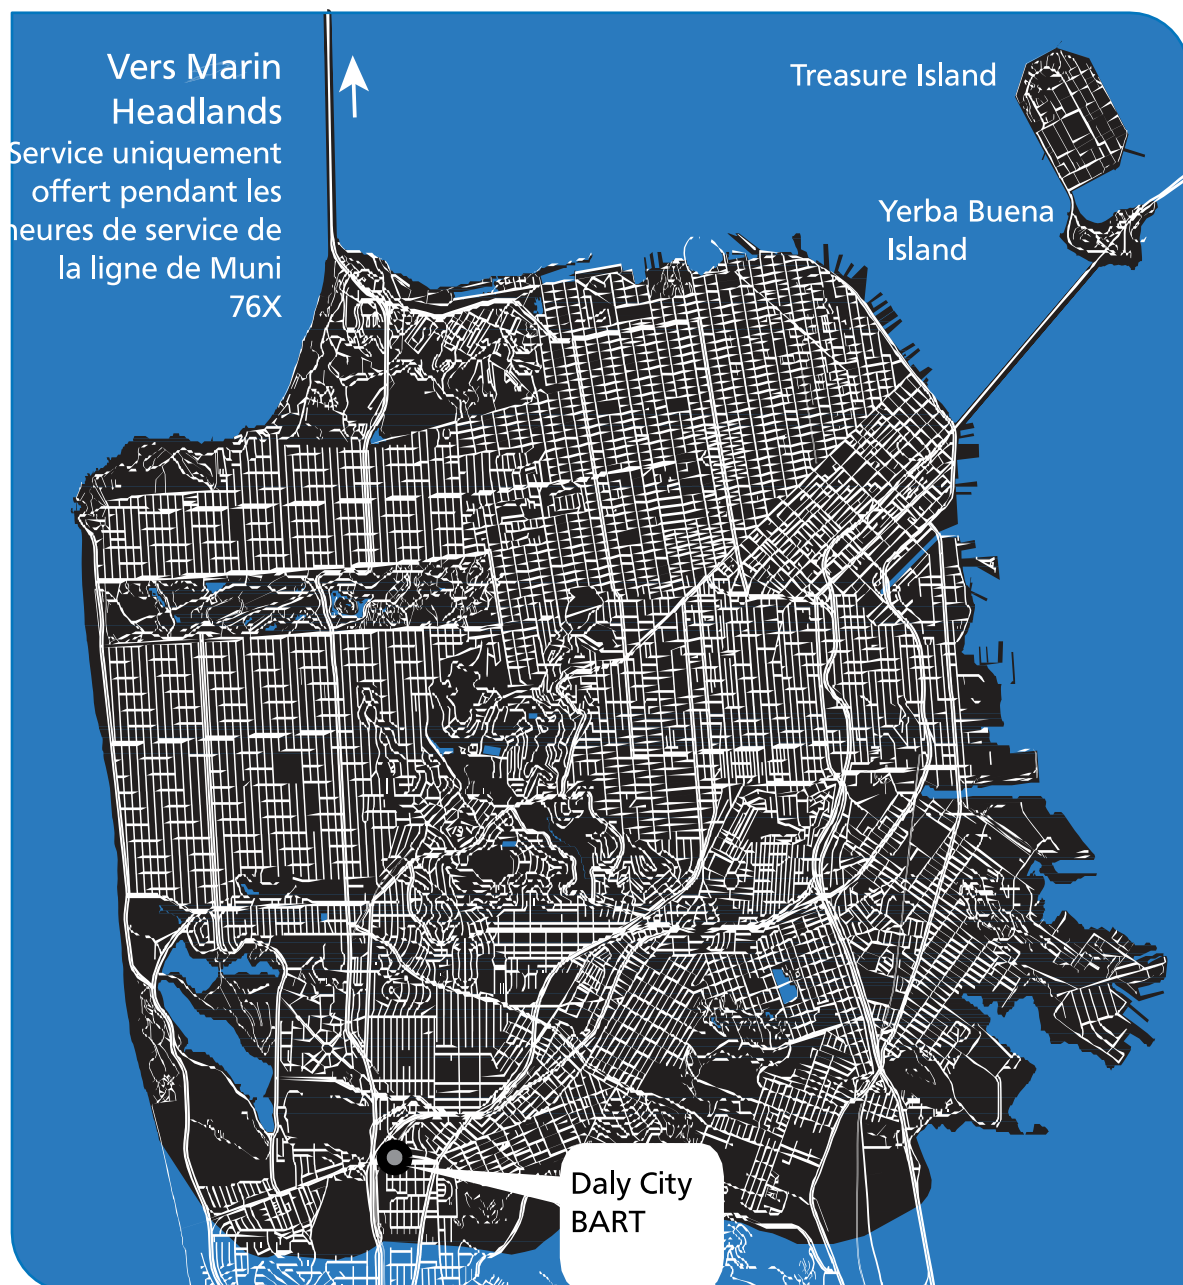 Vers Marin
Headlands
Service uniquement
offert pendant les
heures de service de
la ligne de Muni
76X
Treasure Island
Yerba Buena
Island
Daly City
BART